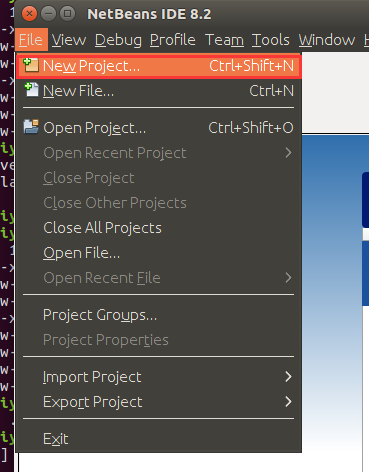 NetBeans IDE 8.2
File View Debug Profile Team Tools Window
New Project... Ctrl+Shift+N
New File... Ctrl+N
Open Project... Ctrl+Shift+O
Open Recent Project
Close Project
Close Other Projects
Close All Projects
Open File...
Open Recent File
Project Groups...
Project Properties
Import Project
Export Project
Exit